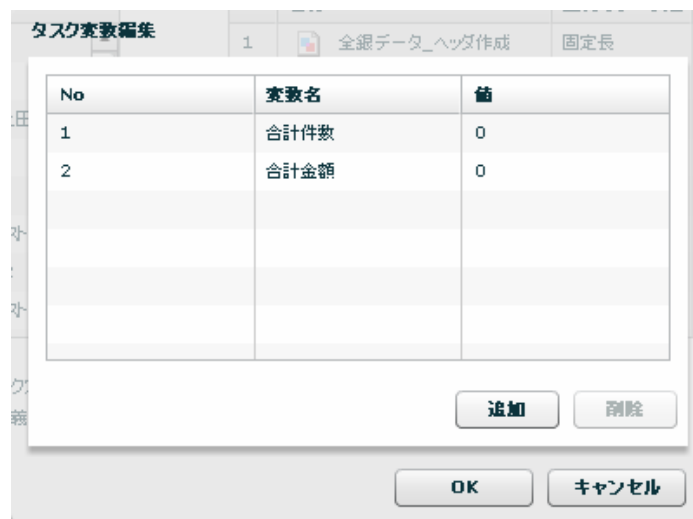 タスク変数編集
1 全銀データ_ヘッダ作成 固定長
No 変数名 値
1 合計件数 0
2 合計金額 0
追加 削除
OK キャンセル